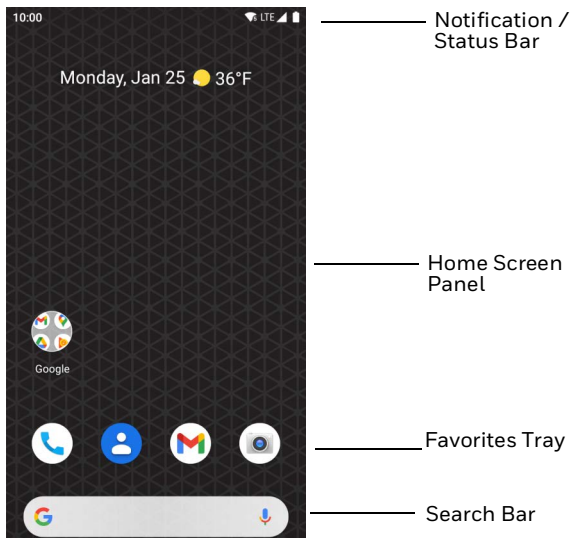 10:00
LTE
Notification /
Status Bar
Monday, Jan 25 36°F
Home Screen
Panel
Google
Favorites Tray
Search Bar